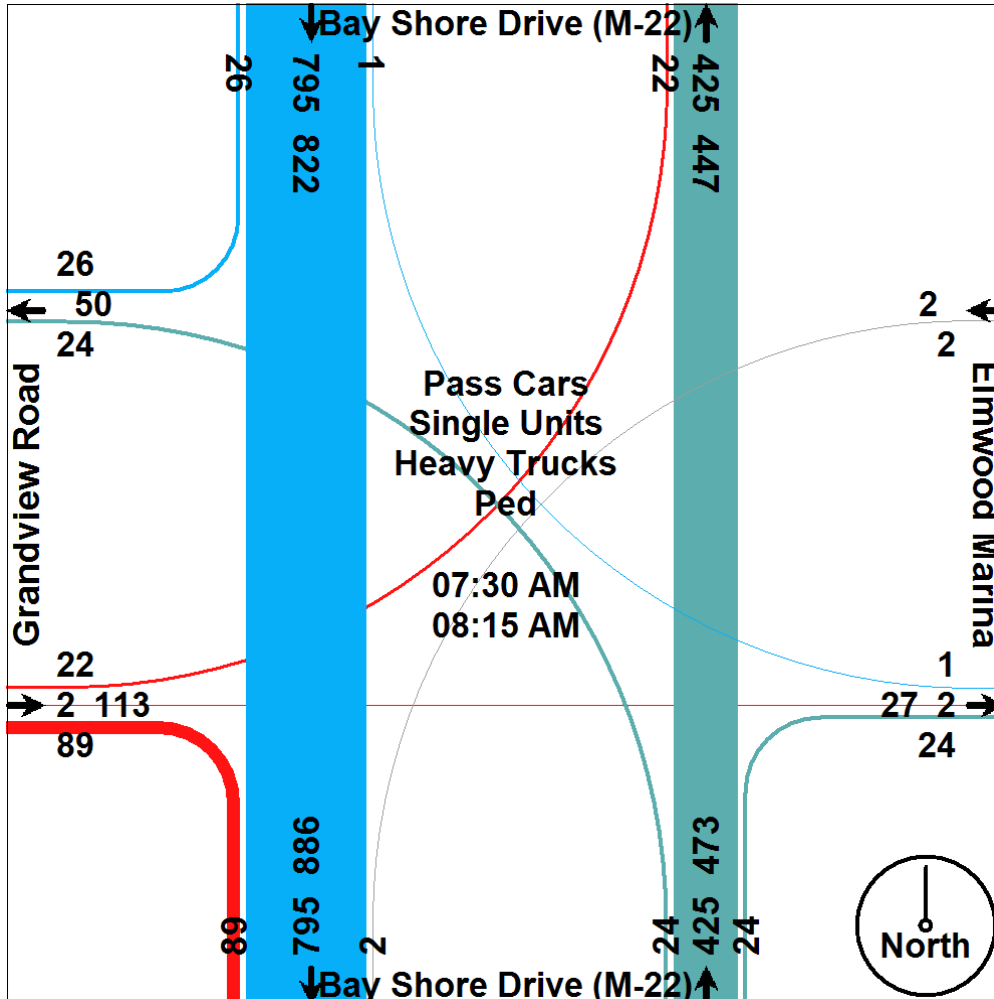 Bay Shore Drive (M-22)
26
795 822
1
22
425 447
26
50
24
2
2
Grandview Road
Pass Cars
Single Units
Heavy Trucks
Ped
07:30 AM
08:15 AM
Elmwood Marina
22
2 113
89
1
27 2
24
89
795 886
2
24
425 473
24
North
Bay Shore Drive (M-22)